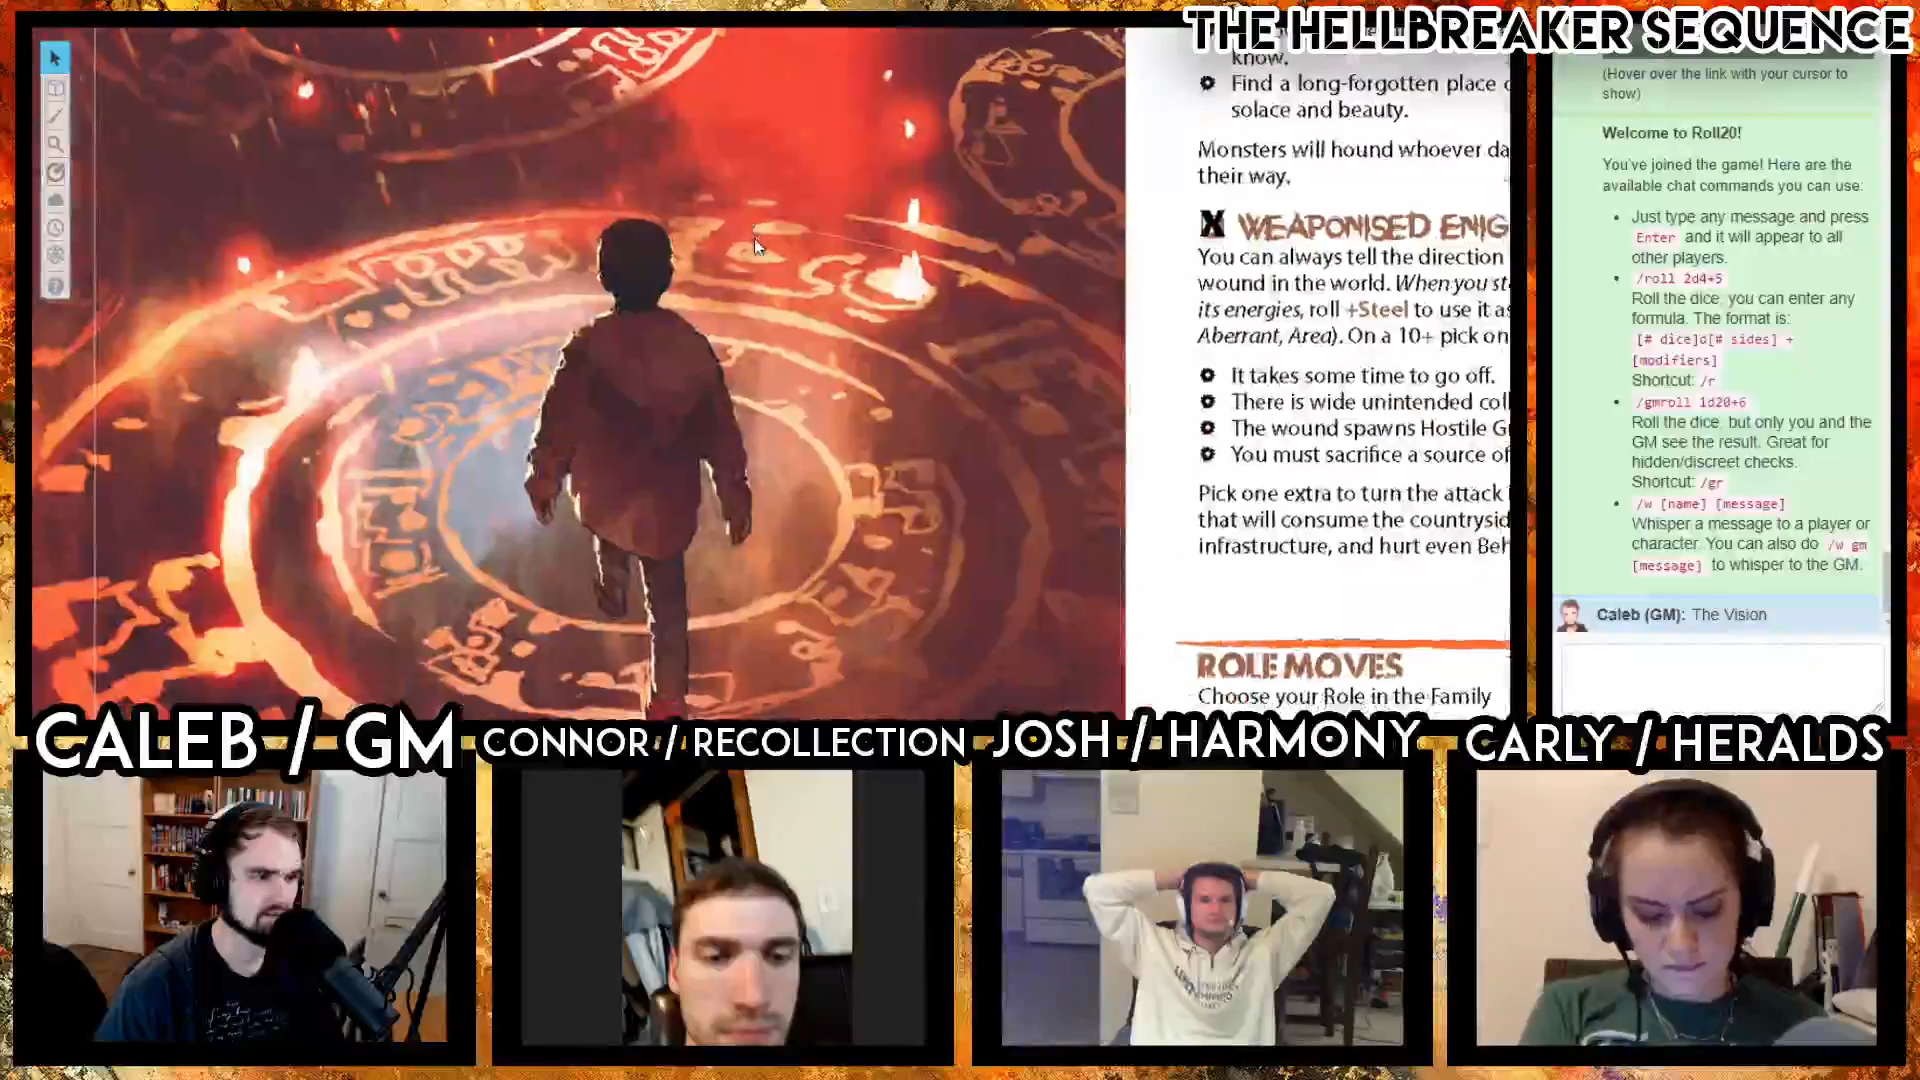 THE HELLBREAKER SEQUENCE
know.
Find a long-forgotten place
solace and beauty.
Monsters will hound whoever da
their way.
X WEAPONISED ENIG
You can always tell the direction
wound in the world. When you st
its energies, roll +Steel to use it as
Aberrant, Area). On a 10+ pick on
It takes some time to go off.
There is wide unintended coll
The wound spawns Hostile G
You must sacrifice a source of
Pick one extra to turn the attack
that will consume the countrysid
infrastructure, and hurt even Beh
ROLE MOVES
Choose your Role in the Family
(Hover over the link with your cursor to
show)
Welcome to Roll20!
You've joined the game! Here are the
available chat commands you can use:
Just type any message and press
Enter and it will appear to all
other players.
/roll 2d4+5
Roll the dice, you can enter any
formula. The format is:
[# dice]d[# sides] +
[modifiers]
Shortcut: /r
/gmroll 1d20+6
Roll the dice, but only you and the
GM see the result. Great for
hidden/discreet checks.
Shortcut: /gr
/w [name] [message]
Whisper a message to a player or
character. You can also do /w gm
[message] to whisper to the GM.
Caleb (GM): The Vision
CALEB / GM
CONNOR / RECOLLECTION
JOSH / HARMONY
CARLY / HERALDS